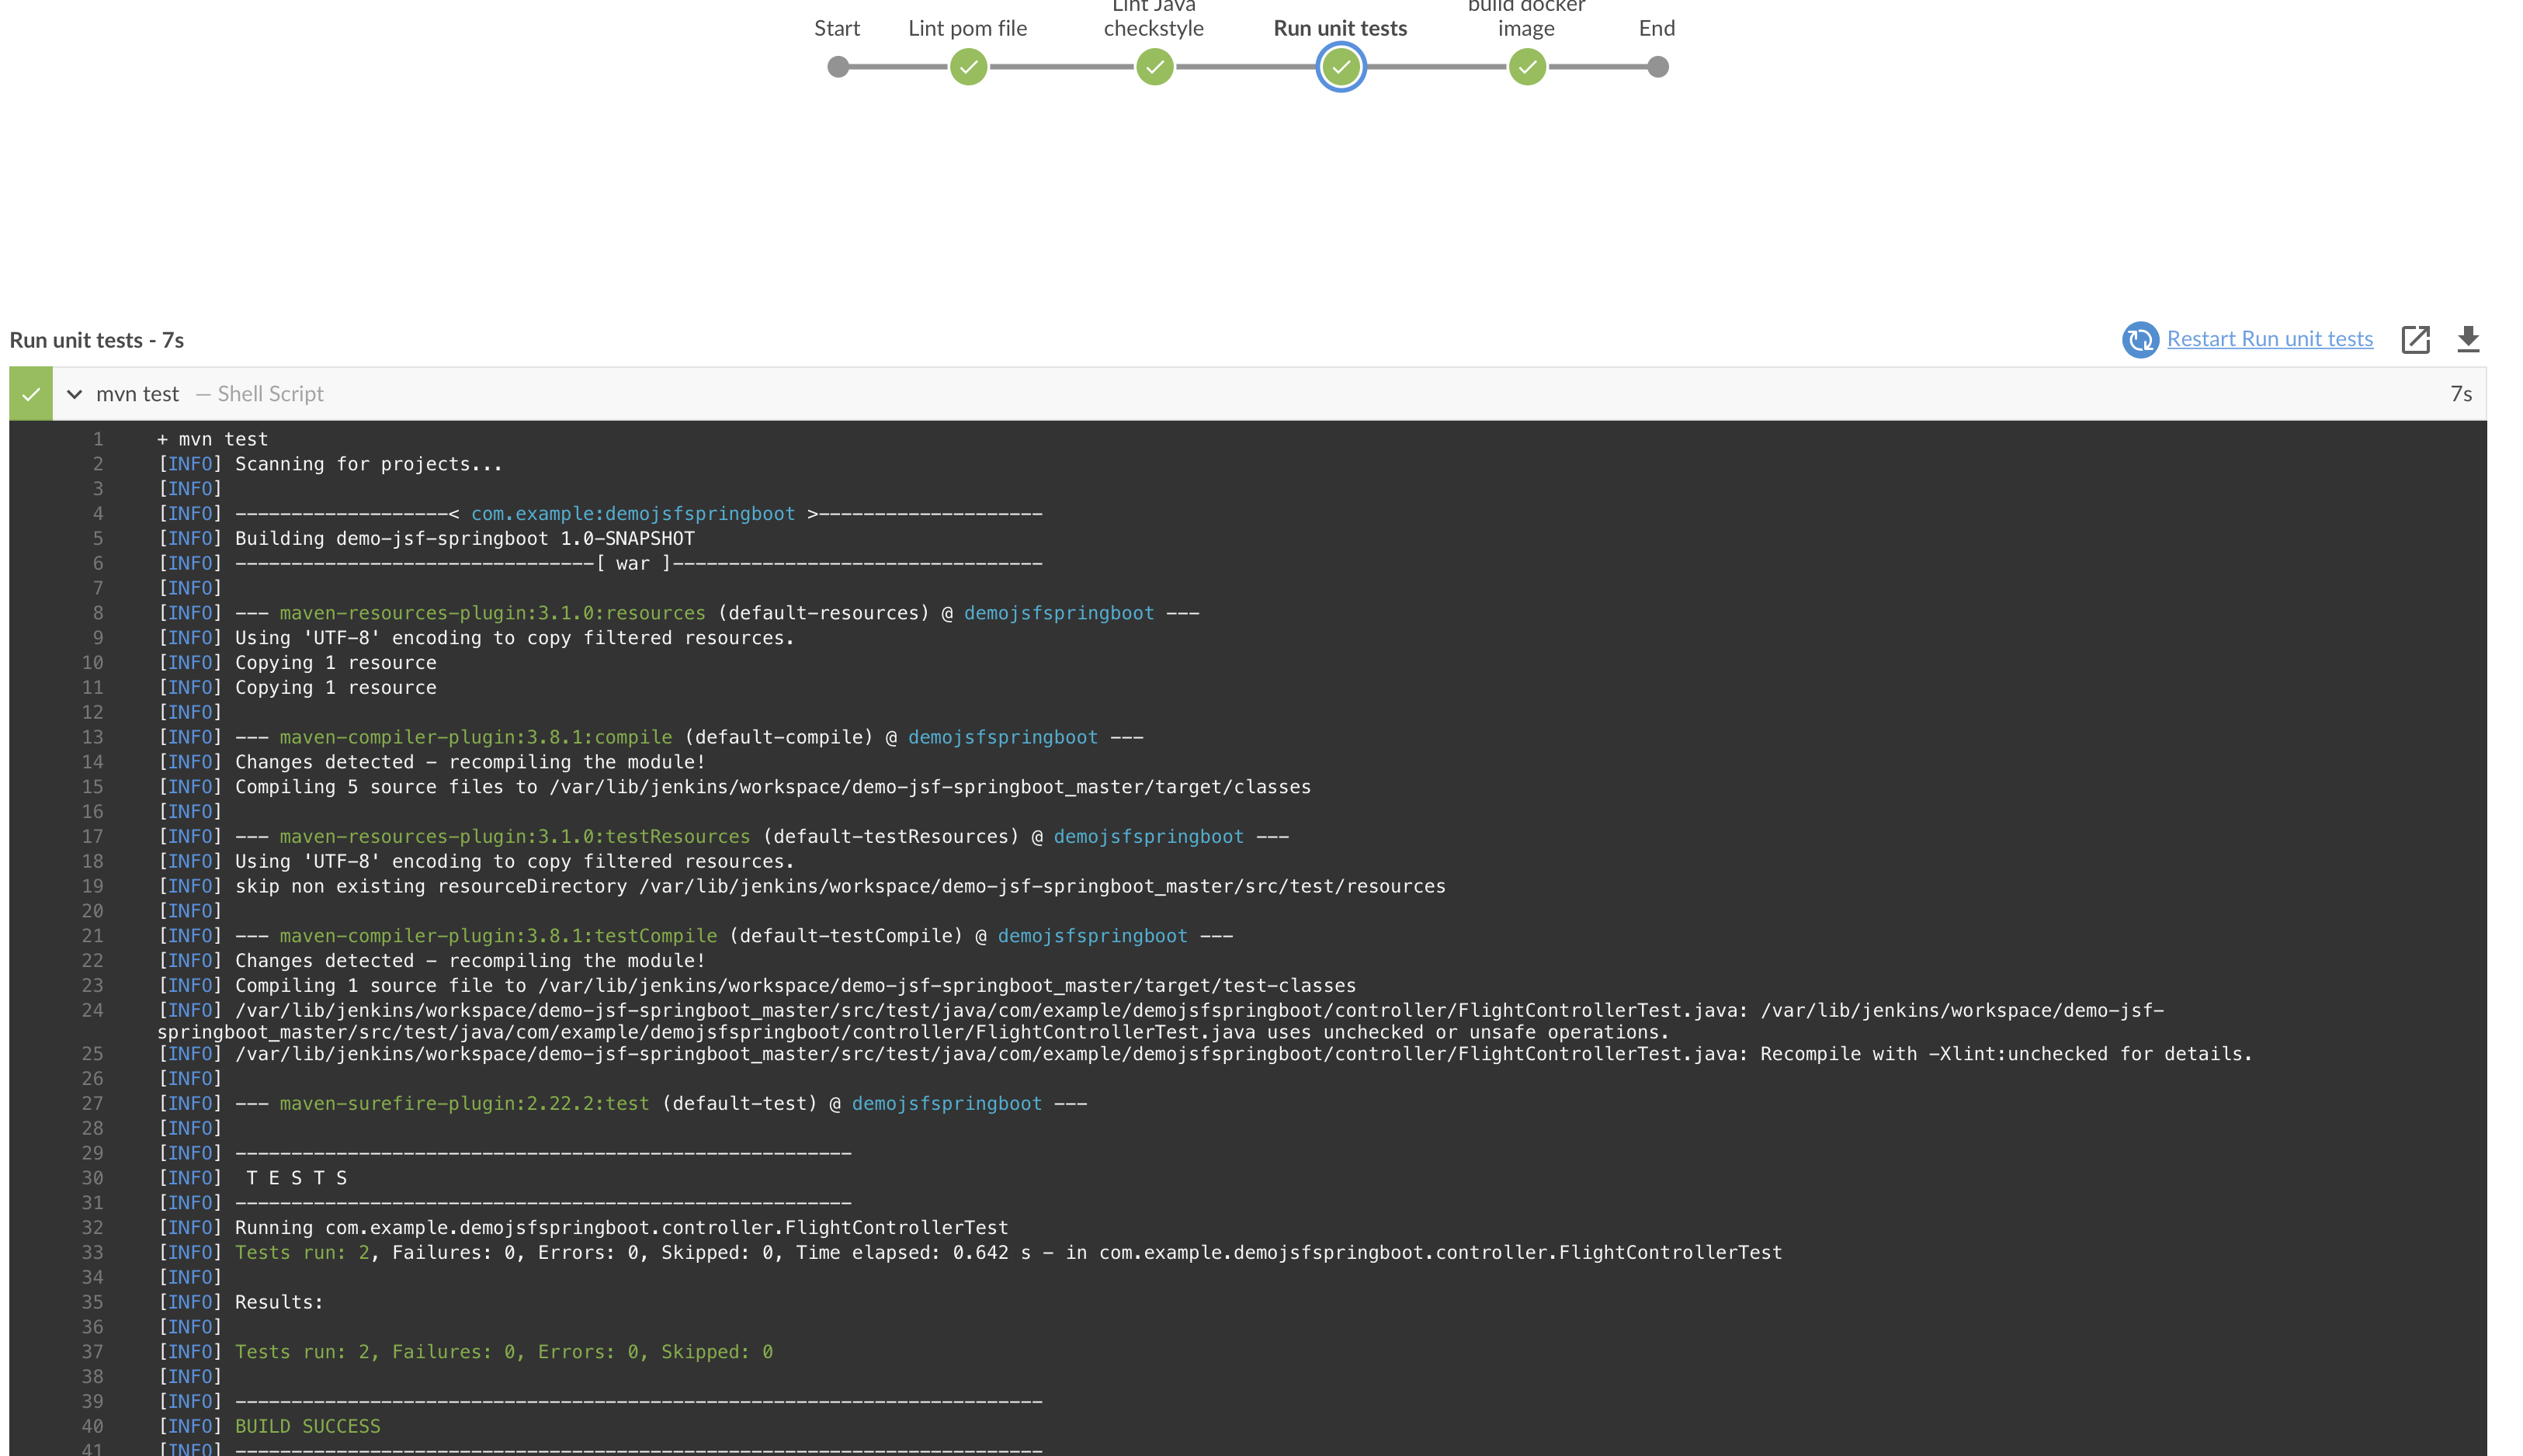 Start
Lint pom file
Lint Java
checkstyle
Run unit tests
build docker
image
End
Run unit tests - 7s
Restart Run unit tests
mvn test — Shell Script
7s
1 + mvn test
2 [INFO] Scanning for projects...
3 [INFO]
4 [INFO] -------------------< com.example:demojsfspringboot >--------------------
5 [INFO] Building demo-jsf-springboot 1.0-SNAPSHOT
6 [INFO] --------------------------------[ war ]---------------------------------
7 [INFO]
8 [INFO] --- maven-resources-plugin:3.1.0:resources (default-resources) @ demojsfspringboot ---
9 [INFO] Using 'UTF-8' encoding to copy filtered resources.
10 [INFO] Copying 1 resource
11 [INFO] Copying 1 resource
12 [INFO]
13 [INFO] --- maven-compiler-plugin:3.8.1:compile (default-compile) @ demojsfspringboot ---
14 [INFO] Changes detected - recompiling the module!
15 [INFO] Compiling 5 source files to /var/lib/jenkins/workspace/demo-jsf-springboot_master/target/classes
16 [INFO]
17 [INFO] --- maven-resources-plugin:3.1.0:testResources (default-testResources) @ demojsfspringboot ---
18 [INFO] Using 'UTF-8' encoding to copy filtered resources.
19 [INFO] skip non existing resourceDirectory /var/lib/jenkins/workspace/demo-jsf-springboot_master/src/test/resources
20 [INFO]
21 [INFO] --- maven-compiler-plugin:3.8.1:testCompile (default-testCompile) @ demojsfspringboot ---
22 [INFO] Changes detected - recompiling the module!
23 [INFO] Compiling 1 source file to /var/lib/jenkins/workspace/demo-jsf-springboot_master/target/test-classes
24 [INFO] /var/lib/jenkins/workspace/demo-jsf-springboot_master/src/test/java/com/example/demojsfspringboot/controller/FlightControllerTest.java: /var/lib/jenkins/workspace/demo-jsf-
springboot_master/src/test/java/com/example/demojsfspringboot/controller/FlightControllerTest.java uses unchecked or unsafe operations.
25 [INFO] /var/lib/jenkins/workspace/demo-jsf-springboot_master/src/test/java/com/example/demojsfspringboot/controller/FlightControllerTest.java: Recompile with -Xlint:unchecked for details.
26 [INFO]
27 [INFO] --- maven-surefire-plugin:2.22.2:test (default-test) @ demojsfspringboot ---
28 [INFO]
29 [INFO] -------------------------------------------------------
30 [INFO]  T E S T S
31 [INFO] -------------------------------------------------------
32 [INFO] Running com.example.demojsfspringboot.controller.FlightControllerTest
33 [INFO] Tests run: 2, Failures: 0, Errors: 0, Skipped: 0, Time elapsed: 0.642 s - in com.example.demojsfspringboot.controller.FlightControllerTest
34 [INFO]
35 [INFO] Results:
36 [INFO]
37 [INFO] Tests run: 2, Failures: 0, Errors: 0, Skipped: 0
38 [INFO]
39 [INFO] ------------------------------------------------------------------------
40 [INFO] BUILD SUCCESS
41 [INFO] ------------------------------------------------------------------------